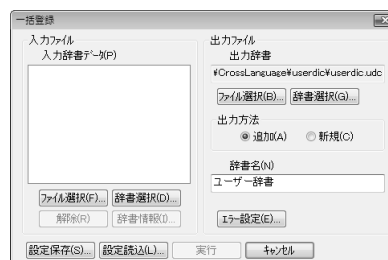 一括登録
入力ファイル
入力辞書データ(P)
ファイル選択(F)...
辞書選択(D)...
解除(R)
辞書情報(I)...
出力ファイル
出力辞書
¥CrossLanguage¥userdic¥userdic.udc
ファイル選択(B)...
辞書選択(G)...
出力方法
追加(A)
新規(C)
辞書名(N)
ユーザー辞書
エラー設定(E)...
設定保存(S)...
設定読込(L)...
実行
キャンセル